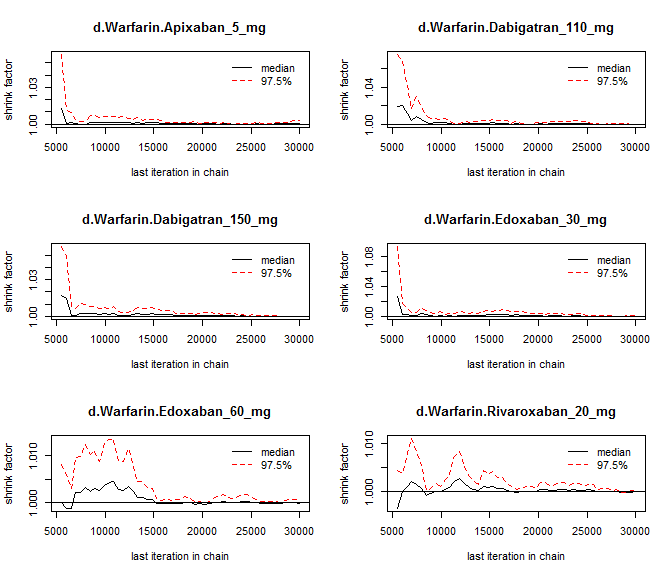 d.Warfarin.Apixaban_5_mg
shrink factor
1.00 1.03
median
97.5%
5000 10000 15000 20000 25000 30000
last iteration in chain
d.Warfarin.Dabigatran_110_mg
shrink factor
1.00 1.04
median
97.5%
5000 10000 15000 20000 25000 30000
last iteration in chain
d.Warfarin.Dabigatran_150_mg
shrink factor
1.00 1.03
median
97.5%
5000 10000 15000 20000 25000 30000
last iteration in chain
d.Warfarin.Edoxaban_30_mg
shrink factor
1.00 1.04 1.08
median
97.5%
5000 10000 15000 20000 25000 30000
last iteration in chain
d.Warfarin.Edoxaban_60_mg
shrink factor
1.000 1.010
median
97.5%
5000 10000 15000 20000 25000 30000
last iteration in chain
d.Warfarin.Rivaroxaban_20_mg
shrink factor
1.000 1.010
median
97.5%
5000 10000 15000 20000 25000 30000
last iteration in chain